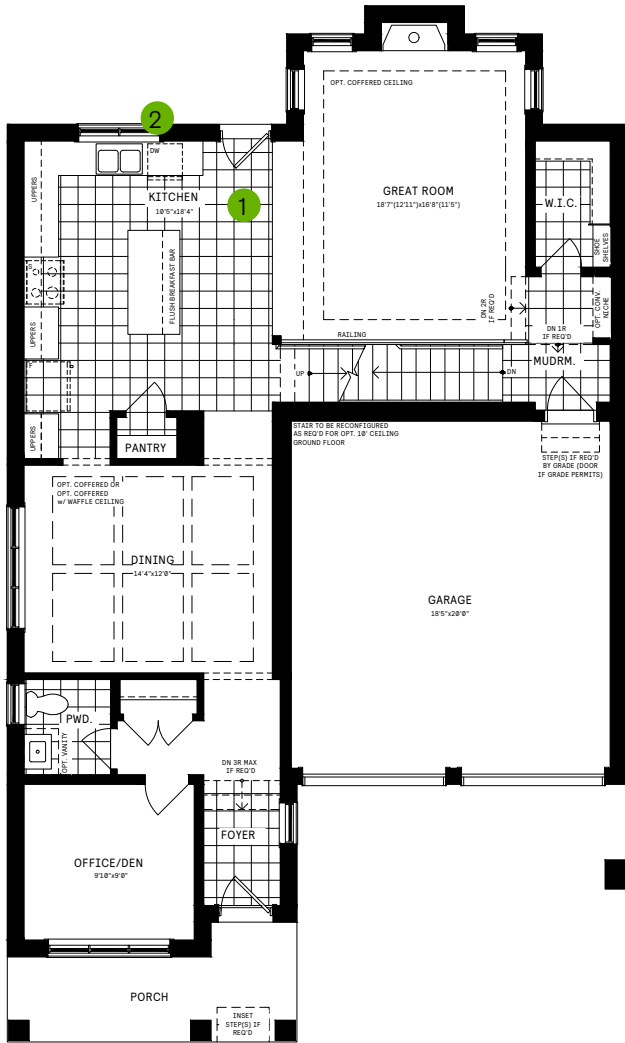 OPT. COFFERED CEILING
2
DW
UPPERS
KITCHEN
10'5"x18'4"
1
GREAT ROOM
18'7"(12'11")x16'8"(11'5")
W.I.C.
SHOE
SHELVES
S
FLUSH BREAKFAST BAR
DN 2R
IF REQ'D
OPT. CONV.
NICHE
UPPERS
RAILING
DN 1R
IF REQ'D
MUDRM.
F
UP
DN
UPPERS
PANTRY
STAIR TO BE RECONFIGURED
AS REQ'D FOR OPT. 10' CEILING
GROUND FLOOR
STEP(S) IF REQ'D
BY GRADE (DOOR
IF GRADE PERMITS)
OPT. COFFERED OR
OPT. COFFERED
w/ WAFFLE CEILING
DINING
14'4"x12'0"
GARAGE
18'5"x20'0"
PWD.
OPT. VANITY
DN 3R MAX
IF REQ'D
FOYER
OFFICE/DEN
9'10"x9'0"
PORCH
INSET
STEP(S) IF
REQ'D